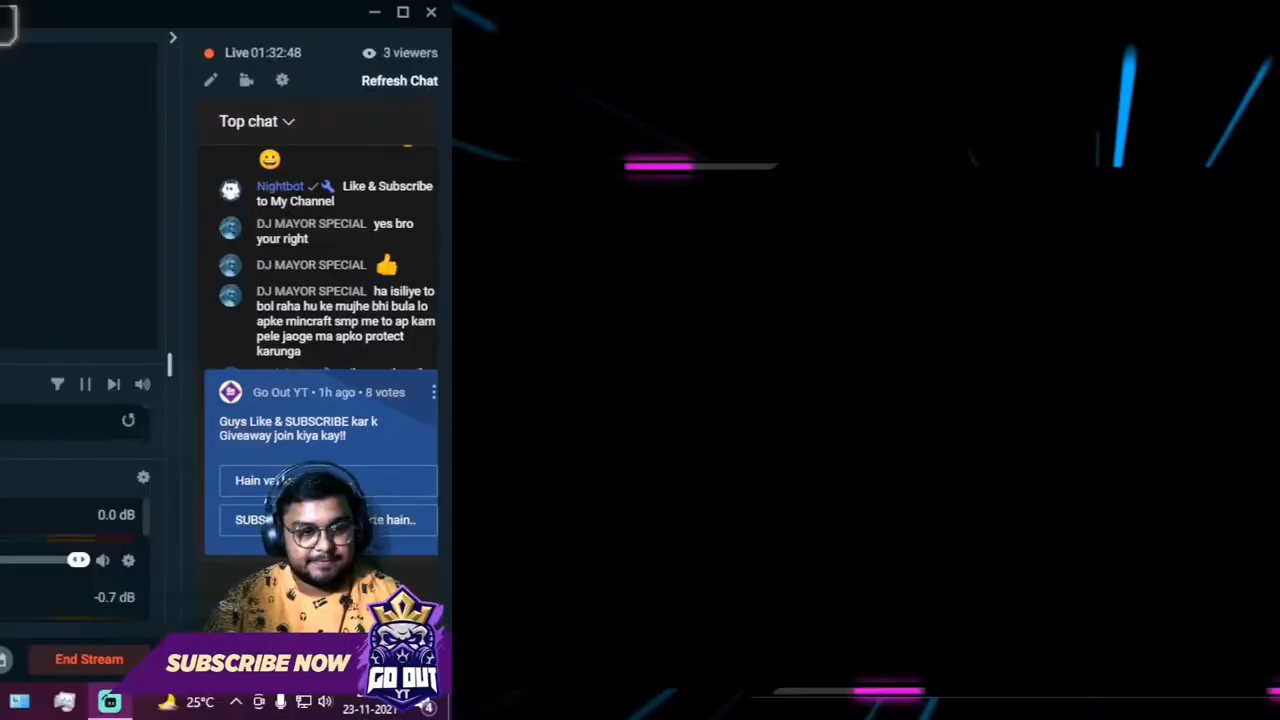 Live 01:32:48
3 viewers
Refresh Chat
Top chat
Nightbot Like & Subscribe
to My Channel
DJ MAYOR SPECIAL yes bro
your right
DJ MAYOR SPECIAL 👍
DJ MAYOR SPECIAL ha isiliye to
bol raha hu ke mujhe bhi bula lo
apke mincraft smp me to ap kam
pele jaoge ma apko protect
karunga
Go Out YT • 1h ago • 8 votes
Guys Like & SUBSCRIBE kar k
Giveaway join kiya kay!!
Hain
hain..
0.0 dB
-0.7 dB
End Stream
SUBSCRIBE NOW
GO OUT
YT
25°C
23-11-2021
4